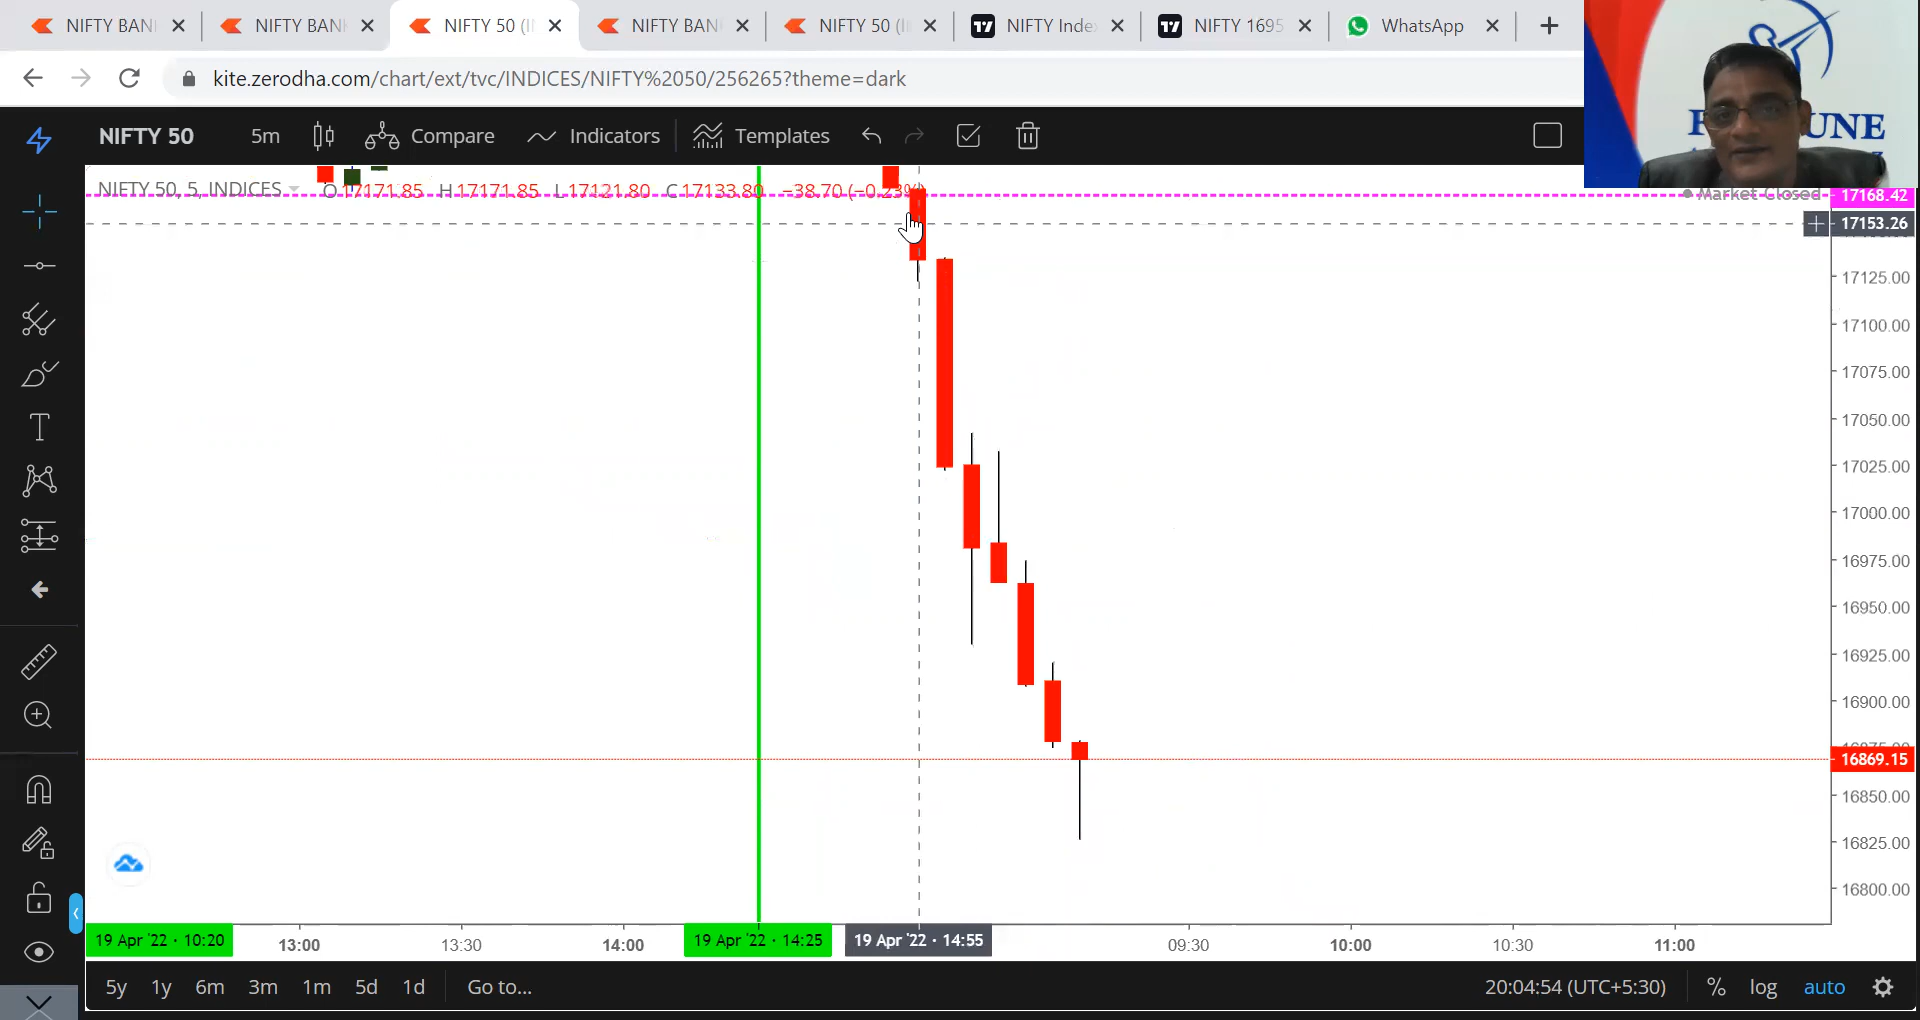 NIFTY BAN
NIFTY BAN
NIFTY 50 (I
NIFTY BAN
NIFTY 50 (I
NIFTY Inde
NIFTY 1695
WhatsApp
kite.zerodha.com/chart/ext/tvc/INDICES/NIFTY%2050/256265?theme=dark
NIFTY 50
5m
Compare
Indicators
Templates
UNE
NIFTY 50, 5, INDICES
O 17171.85 H 17171.85 L 17121.80 C 17133.80 −38.70 (−0.23%)
Market Closed
17168.42
17153.26
17125.00
17100.00
17075.00
17050.00
17025.00
17000.00
16975.00
16950.00
16925.00
16900.00
16869.15
16850.00
16825.00
16800.00
19 Apr '22 · 10:20
13:00
13:30
14:00
19 Apr '22 · 14:25
19 Apr '22 · 14:55
09:30
10:00
10:30
11:00
5y 1y 6m 3m 1m 5d 1d Go to...
20:04:54 (UTC+5:30)
% log auto